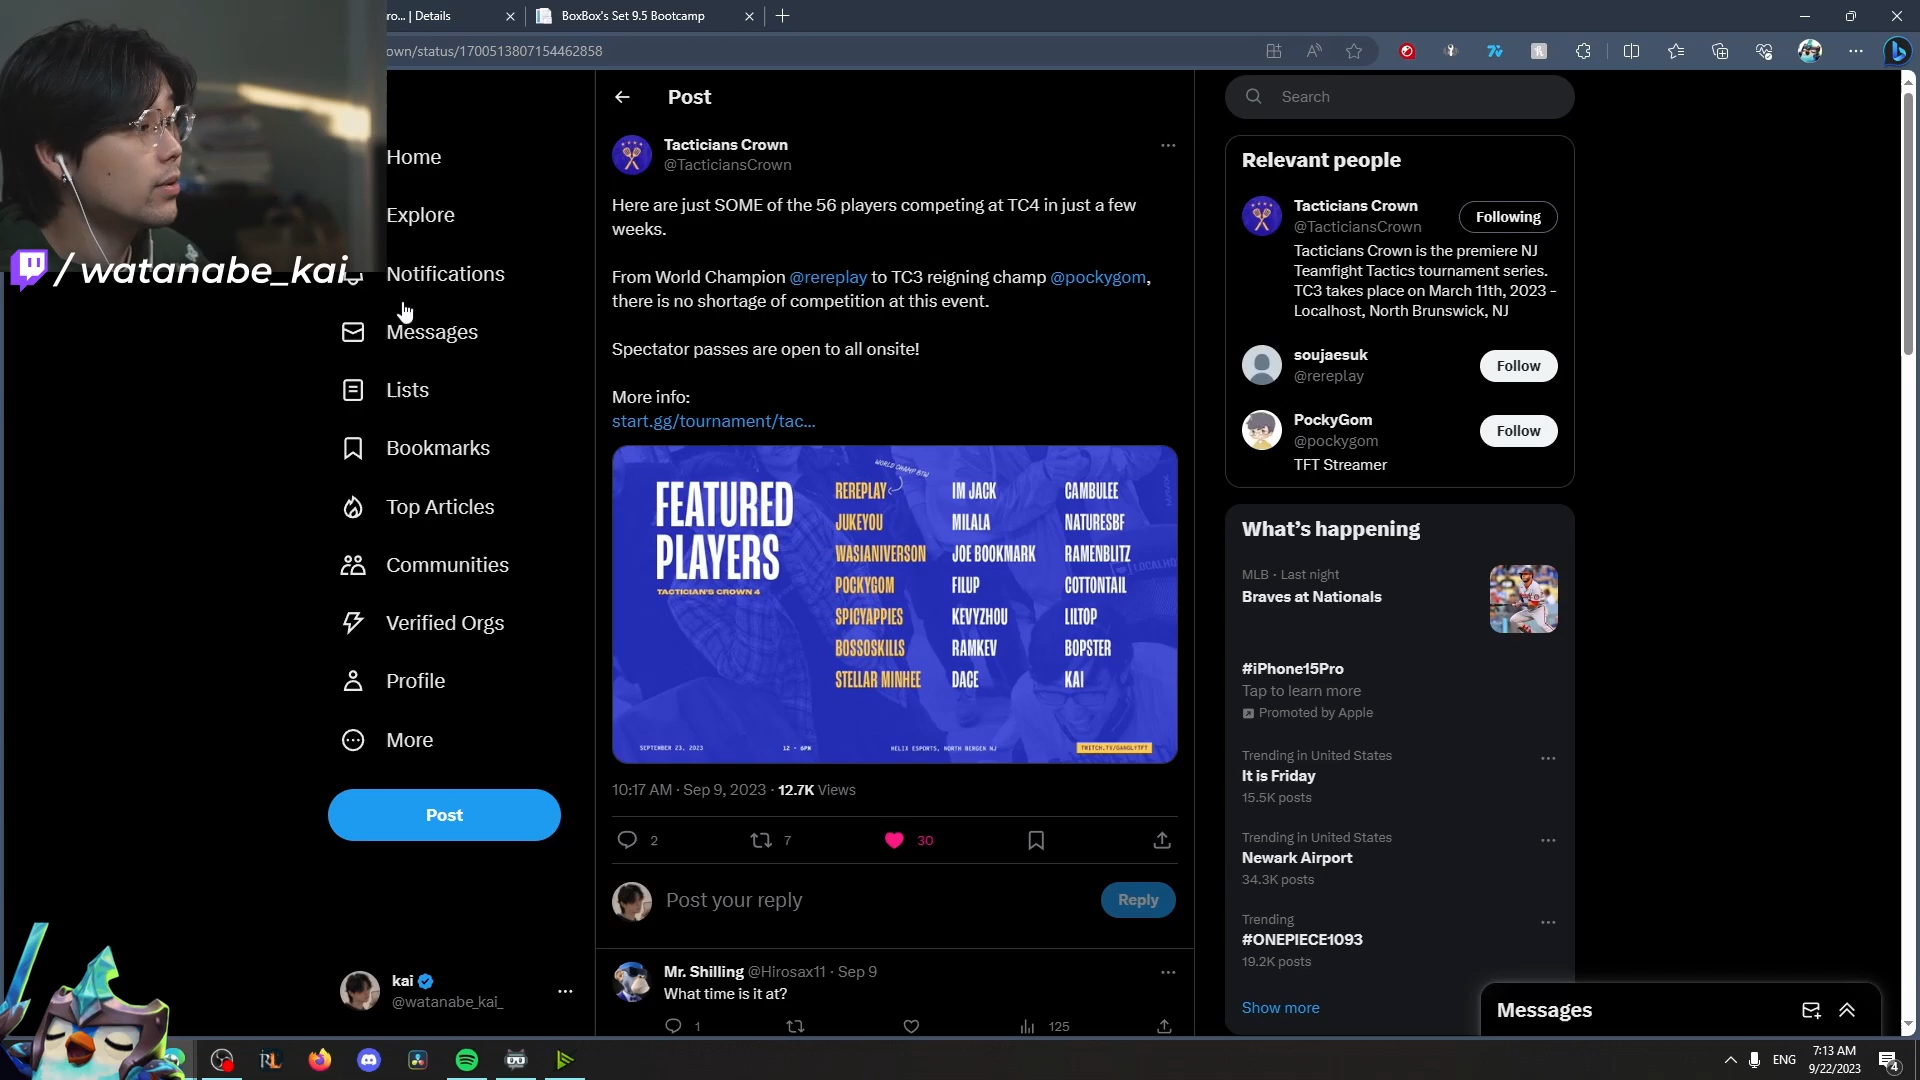 ro... | Details
BoxBox's Set 9.5 Bootcamp
own/status/1700513807154462858
/ watanabe_kai_
Home
Explore
Notifications
Messages
Lists
Bookmarks
Top Articles
Communities
Verified Orgs
Profile
More
Post
kai
@watanabe_kai_
Post
Tacticians Crown
@TacticiansCrown
Here are just SOME of the 56 players competing at TC4 in just a few
weeks.
From World Champion @rereplay to TC3 reigning champ @pockygom,
there is no shortage of competition at this event.
Spectator passes are open to all onsite!
More info:
start.gg/tournament/tac...
FEATURED
PLAYERS
TACTICIAN'S CROWN 4
WORLD CHAMP BTW
REREPLAY
JUKEYOU
WASIANIVERSON
POCKYGOM
SPICYAPPIES
BOSSOSKILLS
STELLAR MINHEE
IM JACK
MILALA
JOE BOOKMARK
FILUP
KEVYZHOU
RAMKEV
DACE
CAMBULEE
NATURESBF
RAMENBLITZ
COTTONTAIL
LILTOP
BOPSTER
KAI
SEPTEMBER 23, 2023
12 - 6PM
HELIX ESPORTS, NORTH BERGEN NJ
TWITCH.TV/GANGLYTFT
10:17 AM · Sep 9, 2023 · 12.7K Views
2
7
30
Post your reply
Reply
Mr. Shilling @Hirosax11 · Sep 9
What time is it at?
1
125
Search
Relevant people
Tacticians Crown
@TacticiansCrown
Following
Tacticians Crown is the premiere NJ
Teamfight Tactics tournament series.
TC3 takes place on March 11th, 2023 -
Localhost, North Brunswick, NJ
soujaesuk
@rereplay
Follow
PockyGom
@pockygom
Follow
TFT Streamer
What's happening
MLB · Last night
Braves at Nationals
#iPhone15Pro
Tap to learn more
Promoted by Apple
Trending in United States
It is Friday
15.5K posts
Trending in United States
Newark Airport
34.3K posts
Trending
#ONEPIECE1093
19.2K posts
Show more
Messages
ENG
7:13 AM
9/22/2023
4